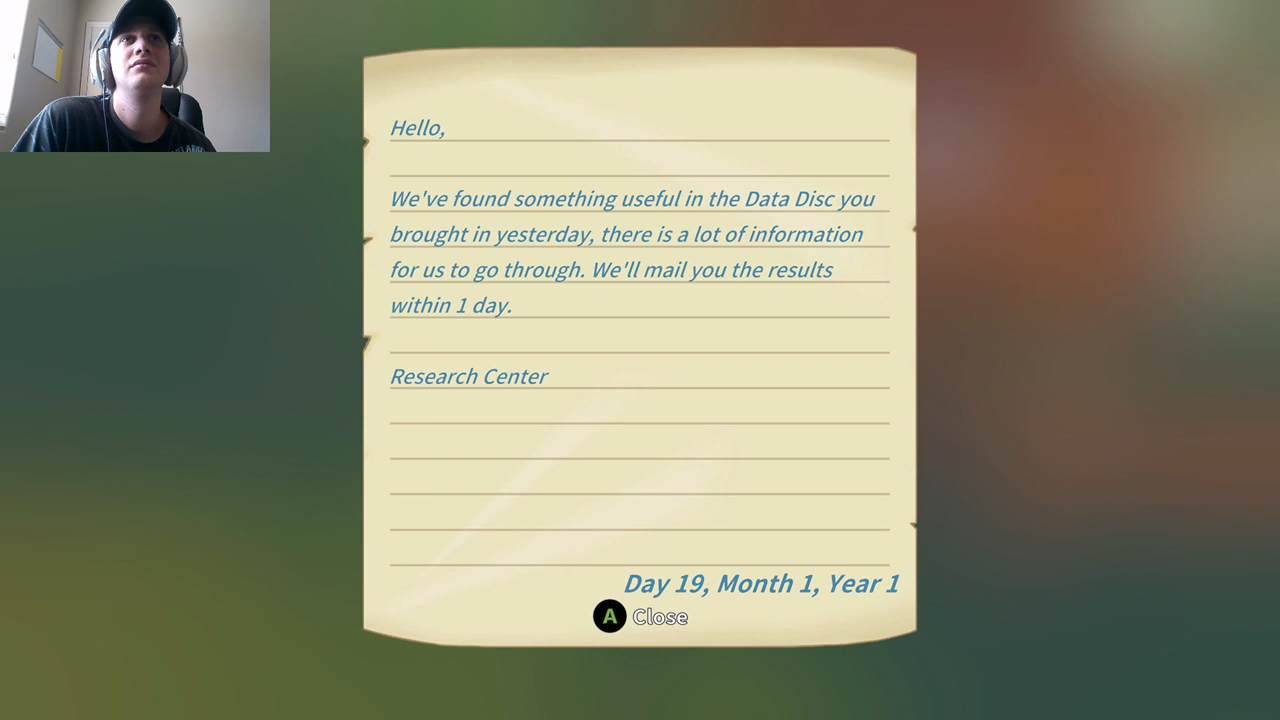 Hello,
We've found something useful in the Data Disc you
brought in yesterday, there is a lot of information
for us to go through. We'll mail you the results
within 1 day.
Research Center
Day 19, Month 1, Year 1
A Close